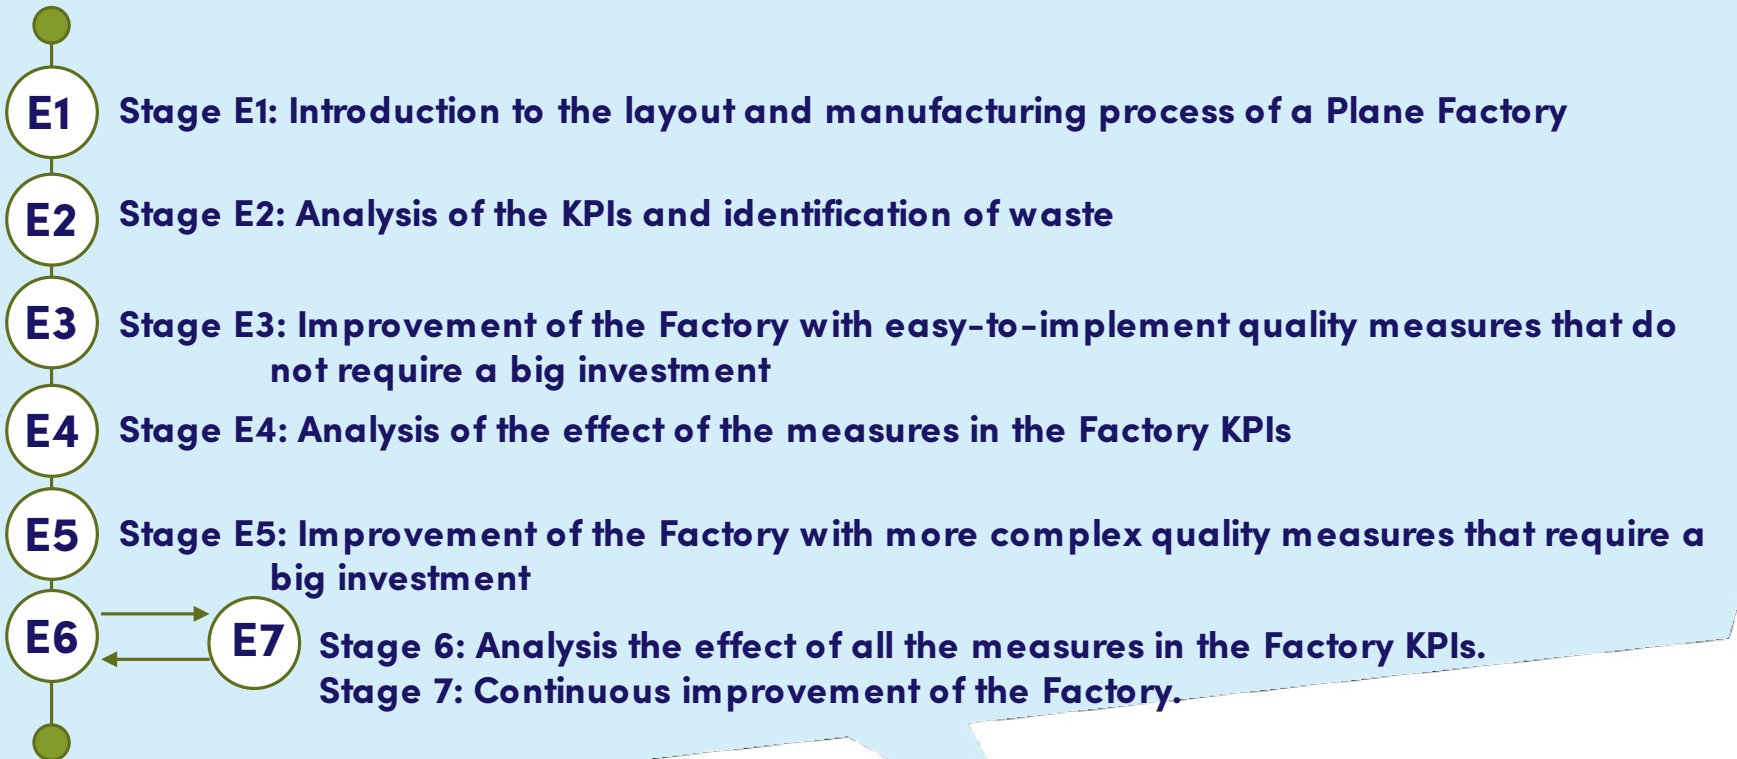 E1
Stage E1: Introduction to the layout and manufacturing process of a Plane Factory
E2
Stage E2: Analysis of the KPIs and identification of waste
E3
Stage E3: Improvement of the Factory with easy-to-implement quality measures that do
not require a big investment
E4
Stage E4: Analysis of the effect of the measures in the Factory KPIs
E5
Stage E5: Improvement of the Factory with more complex quality measures that require a
big investment
E6
E7
Stage 6: Analysis the effect of all the measures in the Factory KPIs.
Stage 7: Continuous improvement of the Factory.